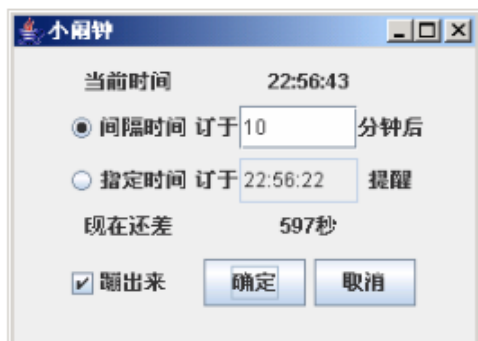 小闹钟
当前时间 22:56:43
间隔时间 订于 10 分钟后
指定时间 订于 22:56:22 提醒
现在还差 597秒
蹦出来 确定 取消